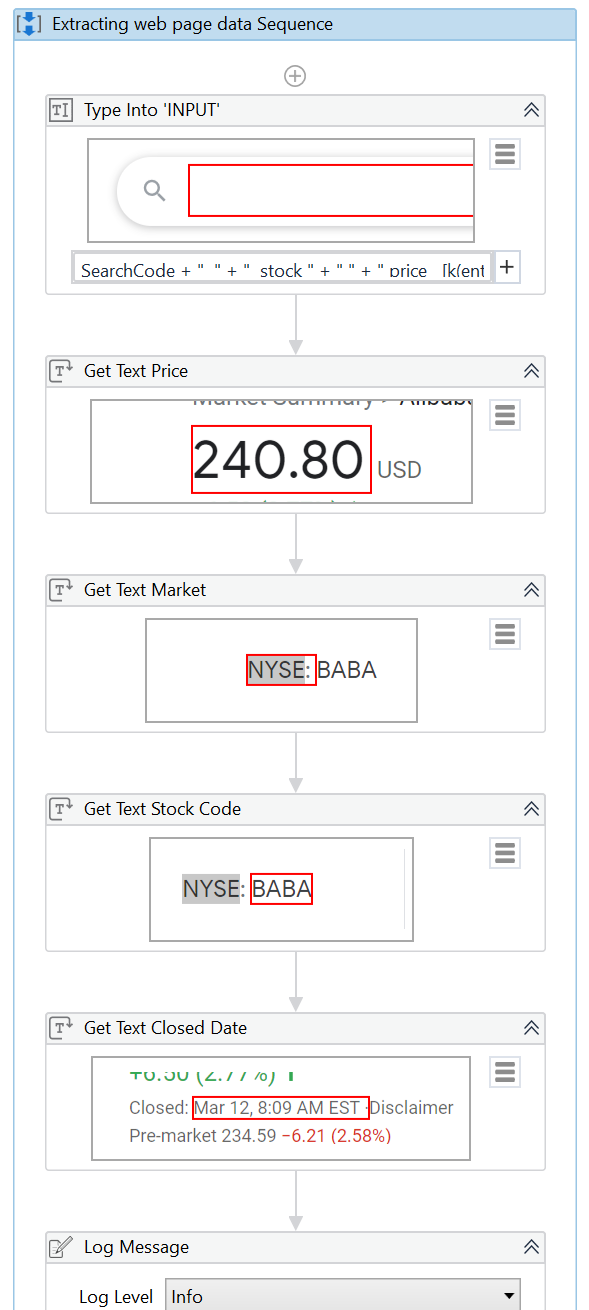 Extracting web page data Sequence
Type Into 'INPUT'
SearchCode + " " + " stock " + " " + " price [k(ent
Get Text Price
Market Summary > Alibaba
240.80 USD
Get Text Market
NYSE: BABA
Get Text Stock Code
NYSE: BABA
Get Text Closed Date
+6.50 (2.77%)
Closed: Mar 12, 8:09 AM EST · Disclaimer
Pre-market 234.59 −6.21 (2.58%)
Log Message
Log Level Info